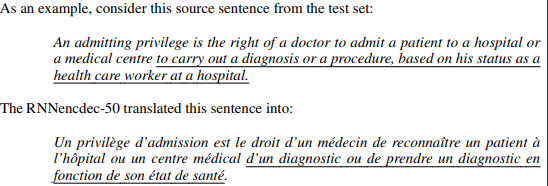 As an example, consider this source sentence from the test set:
An admitting privilege is the right of a doctor to admit a patient to a hospital or
a medical centre to carry out a diagnosis or a procedure, based on his status as a
health care worker at a hospital.
The RNNencdec-50 translated this sentence into:
Un privilège d'admission est le droit d'un médecin de reconnaître un patient à
l'hôpital ou un centre médical d'un diagnostic ou de prendre un diagnostic en
fonction de son état de santé.